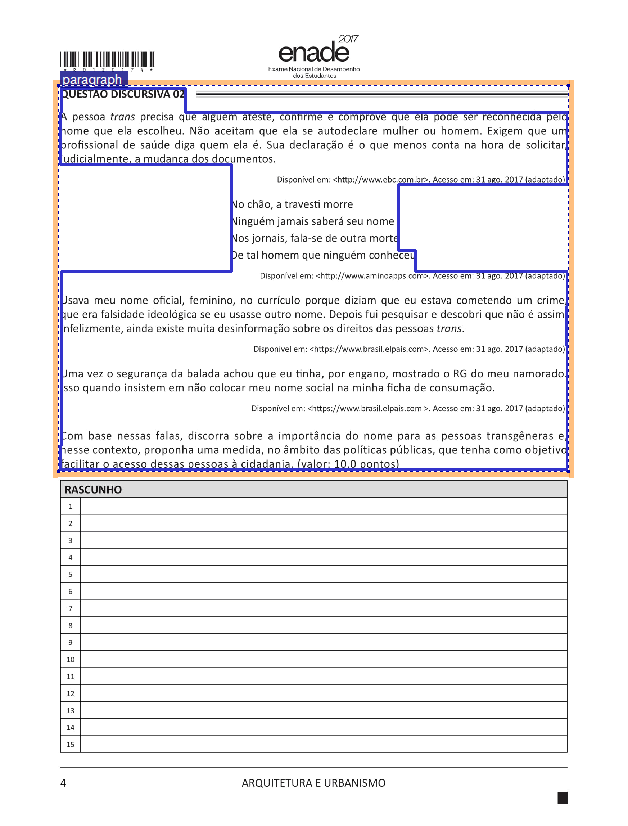 2017
enade
Exame Nacional de Desempenho
dos Estudantes
paragraph
QUESTÃO DISCURSIVA 02
A pessoa trans precisa que alguém ateste, confirme e comprove que ela pode ser reconhecida pelo
nome que ela escolheu. Não aceitam que ela se autodeclare mulher ou homem. Exigem que um
profissional de saúde diga quem ela é. Sua declaração é o que menos conta na hora de solicitar,
judicialmente, a mudança dos documentos.
Disponível em: <http://www.ebc.com.br>. Acesso em: 31 ago. 2017 (adaptado).
No chão, a travesti morre
Ninguém jamais saberá seu nome
Nos jornais, fala-se de outra morte
De tal homem que ninguém conheceu
Disponível em: <http://www.aminoapps.com>. Acesso em: 31 ago. 2017 (adaptado).
Usava meu nome oficial, feminino, no currículo porque diziam que eu estava cometendo um crime,
que era falsidade ideológica se eu usasse outro nome. Depois fui pesquisar e descobri que não é assim.
Infelizmente, ainda existe muita desinformação sobre os direitos das pessoas trans.
Disponível em: <https://www.brasil.elpais.com>. Acesso em: 31 ago. 2017 (adaptado).
Uma vez o segurança da balada achou que eu tinha, por engano, mostrado o RG do meu namorado.
Isso quando insistem em não colocar meu nome social na minha ficha de consumação.
Disponível em: <https://www.brasil.elpais.com >. Acesso em: 31 ago. 2017 (adaptado).
Com base nessas falas, discorra sobre a importância do nome para as pessoas transgêneras e,
nesse contexto, proponha uma medida, no âmbito das políticas públicas, que tenha como objetivo
facilitar o acesso dessas pessoas à cidadania. (valor: 10,0 pontos)
RASCUNHO
1
2
3
4
5
6
7
8
9
10
11
12
13
14
15
4 ARQUITETURA E URBANISMO